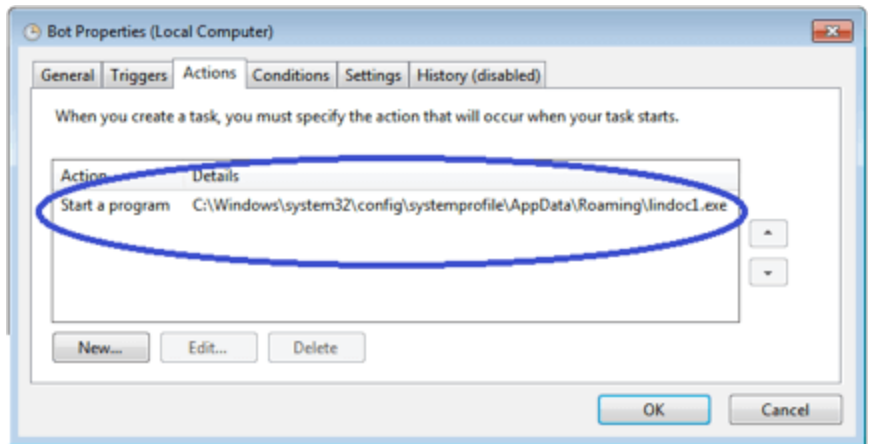 Bot Properties (Local Computer)
General Triggers Actions Conditions Settings History (disabled)
When you create a task, you must specify the action that will occur when your task starts.
Action Details
Start a program C:\Windows\system32\config\systemprofile\AppData\Roaming\lindoc1.exe
New... Edit... Delete
OK Cancel